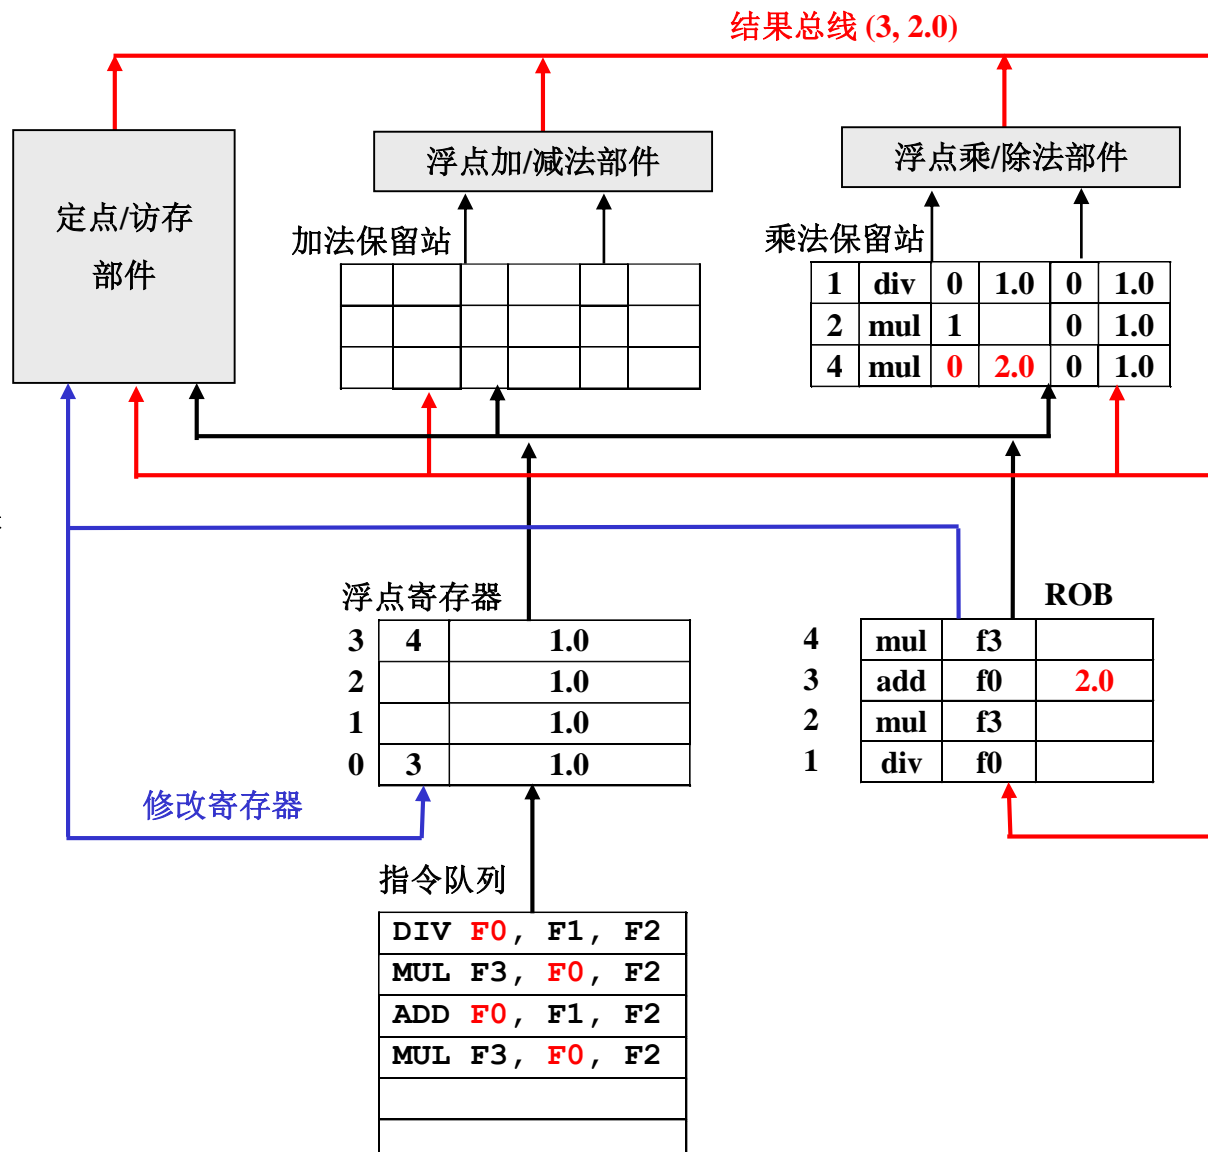 结果总线 (3, 2.0)
定点/访存
部件
浮点加/减法部件
浮点乘/除法部件
加法保留站
乘法保留站
1 div 0 1.0 0 1.0
2 mul 1 0 1.0
4 mul 0 2.0 0 1.0
浮点寄存器
3 4 1.0
2 1.0
1 1.0
0 3 1.0
ROB
4 mul f3
3 add f0 2.0
2 mul f3
1 div f0
修改寄存器
指令队列
DIV F0, F1, F2
MUL F3, F0, F2
ADD F0, F1, F2
MUL F3, F0, F2